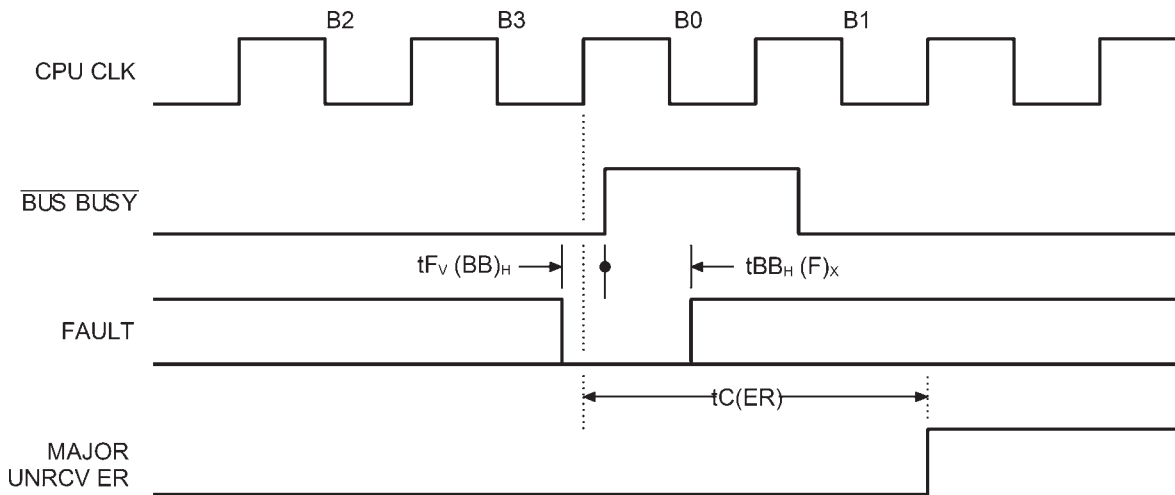 B2 B3 B0 B1
CPU CLK
BUS BUSY
tFV (BB)H
tBBH (F)X
FAULT
tC(ER)
MAJOR
UNRCV ER